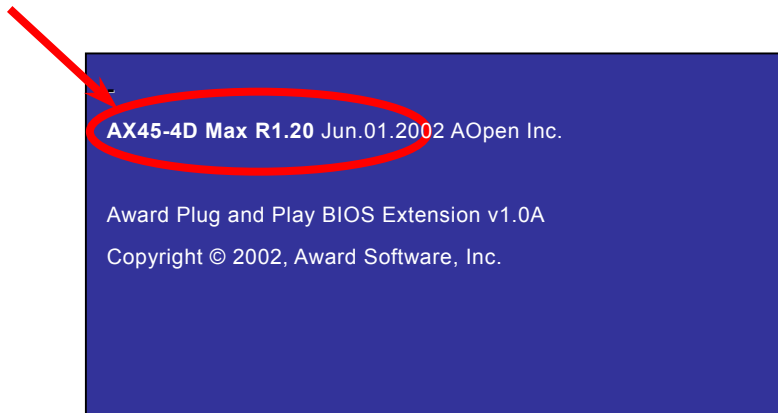 AX45-4D Max R1.20 Jun.01.2002 AOpen Inc.
Award Plug and Play BIOS Extension v1.0A
Copyright © 2002, Award Software, Inc.